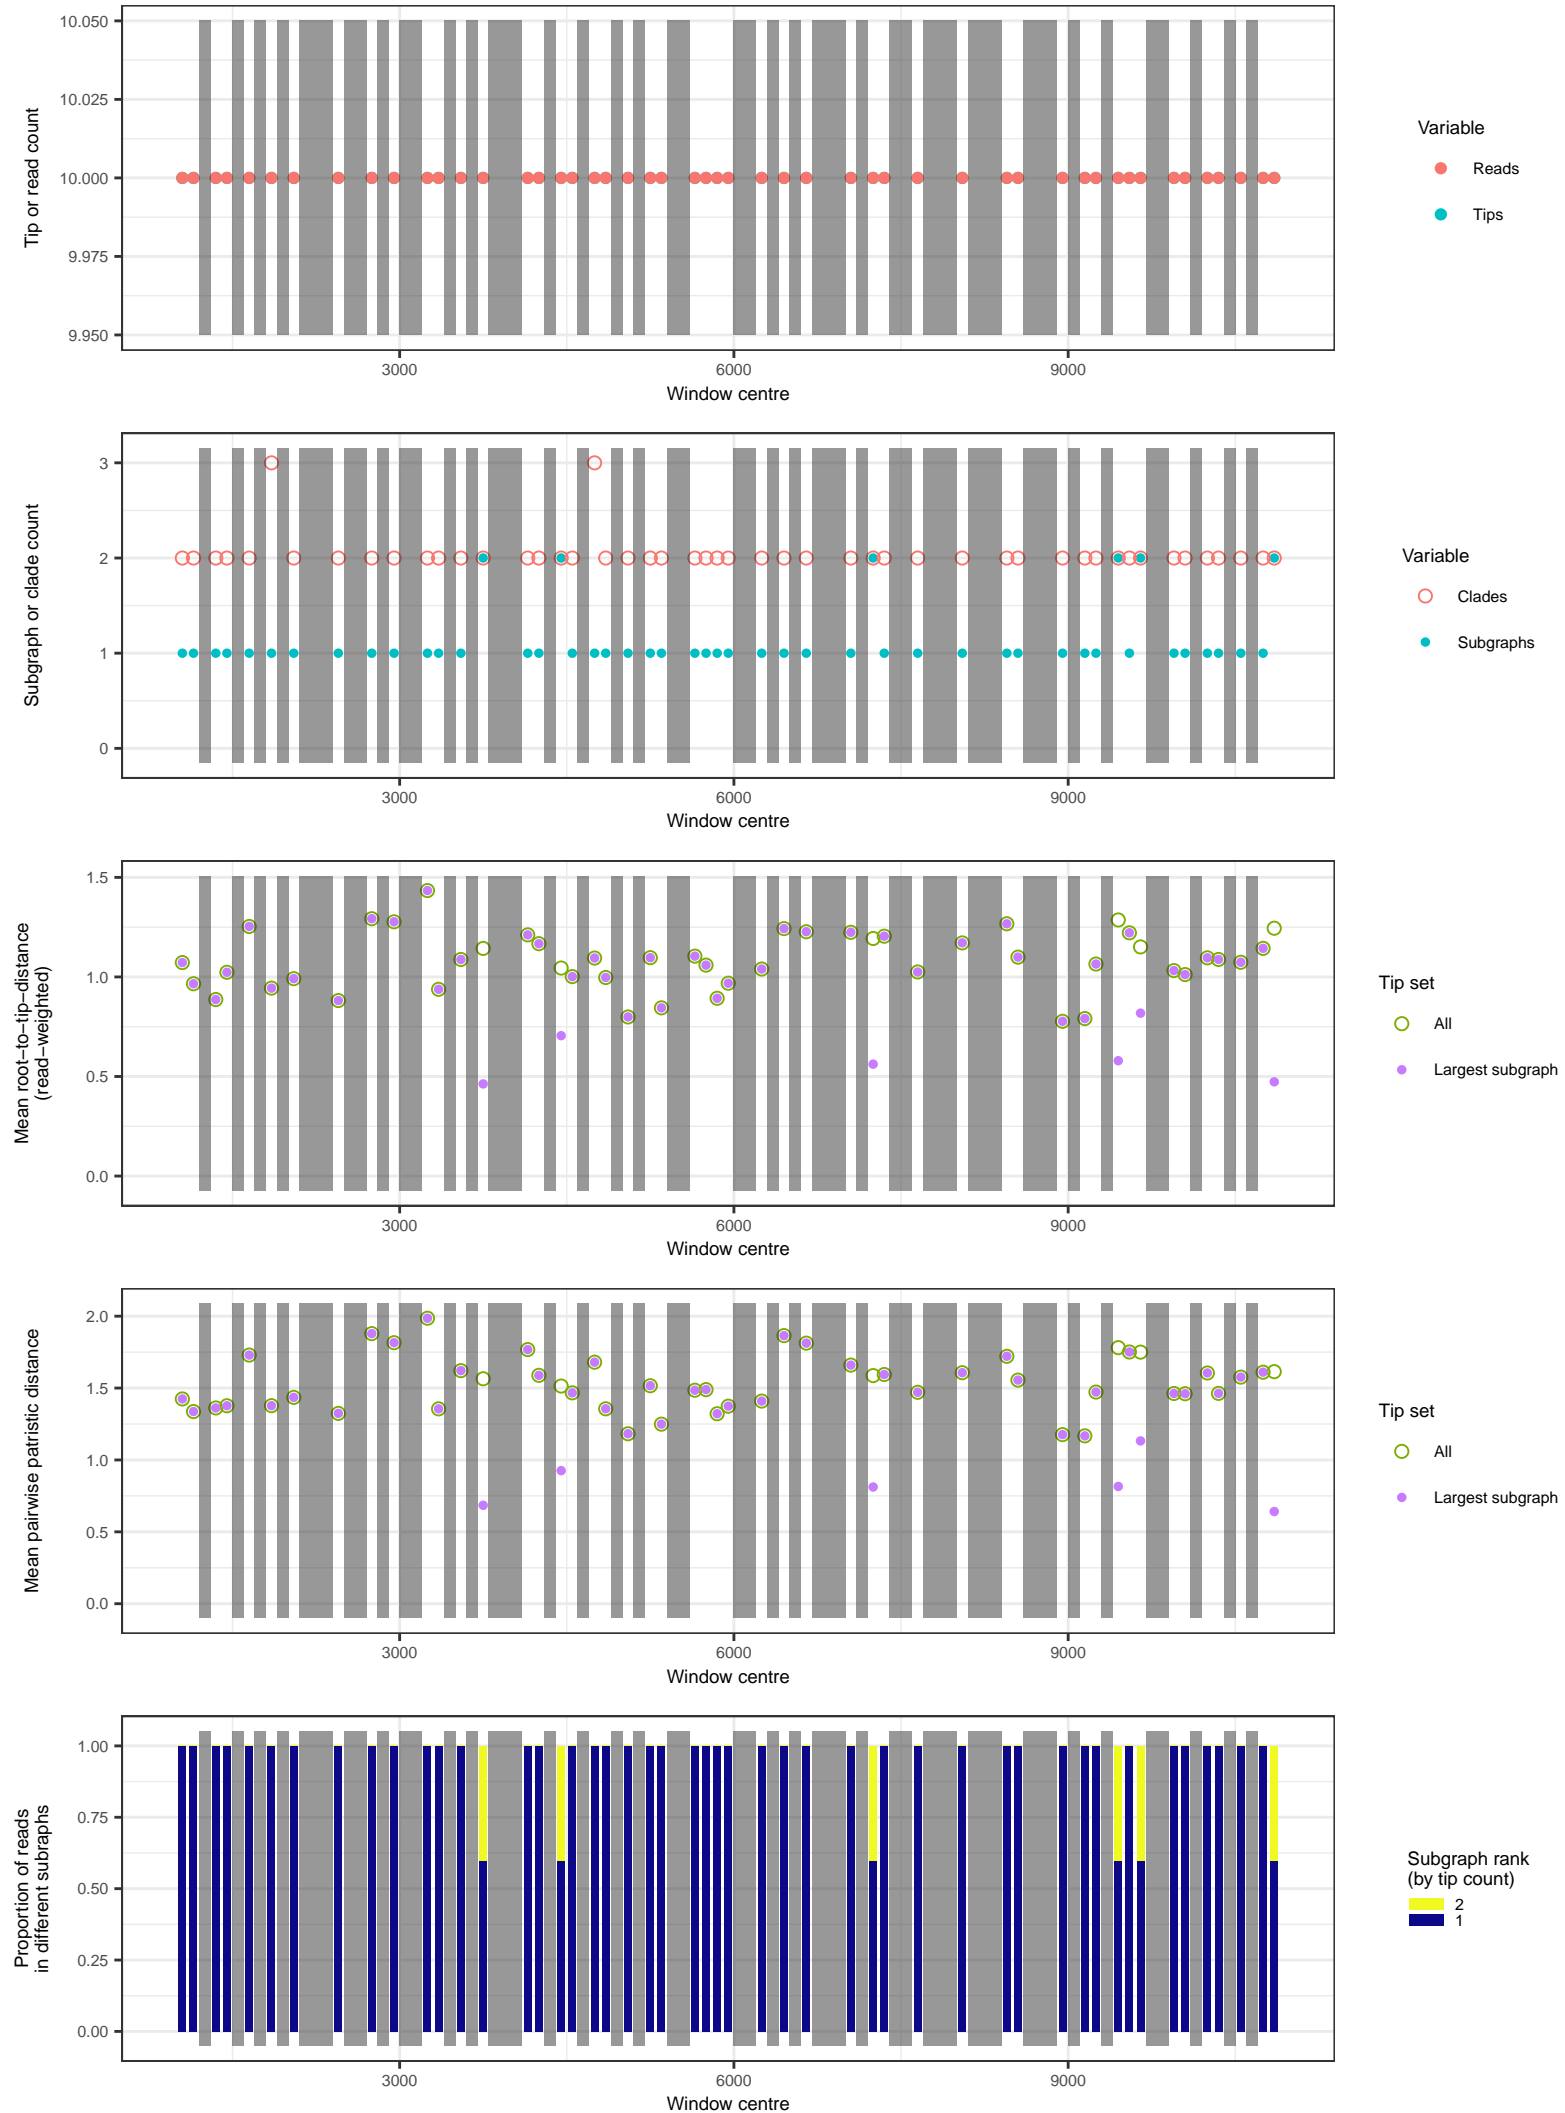 10.050
10.025
10.000
9.975
9.950
Tip or read count
3000
6000
9000
Window centre
Variable
Reads
Tips
3
2
1
0
Subgraph or clade count
3000
6000
9000
Window centre
Variable
Clades
Subgraphs
1.5
1.0
0.5
0.0
Mean root−to−tip−distance
(read−weighted)
3000
6000
9000
Window centre
Tip set
All
Largest subgraph
2.0
1.5
1.0
0.5
0.0
Mean pairwise patristic distance
3000
6000
9000
Window centre
Tip set
All
Largest subgraph
1.00
0.75
0.50
0.25
0.00
Proportion of reads
in different subraphs
3000
6000
9000
Window centre
Subgraph rank
(by tip count)
2
1